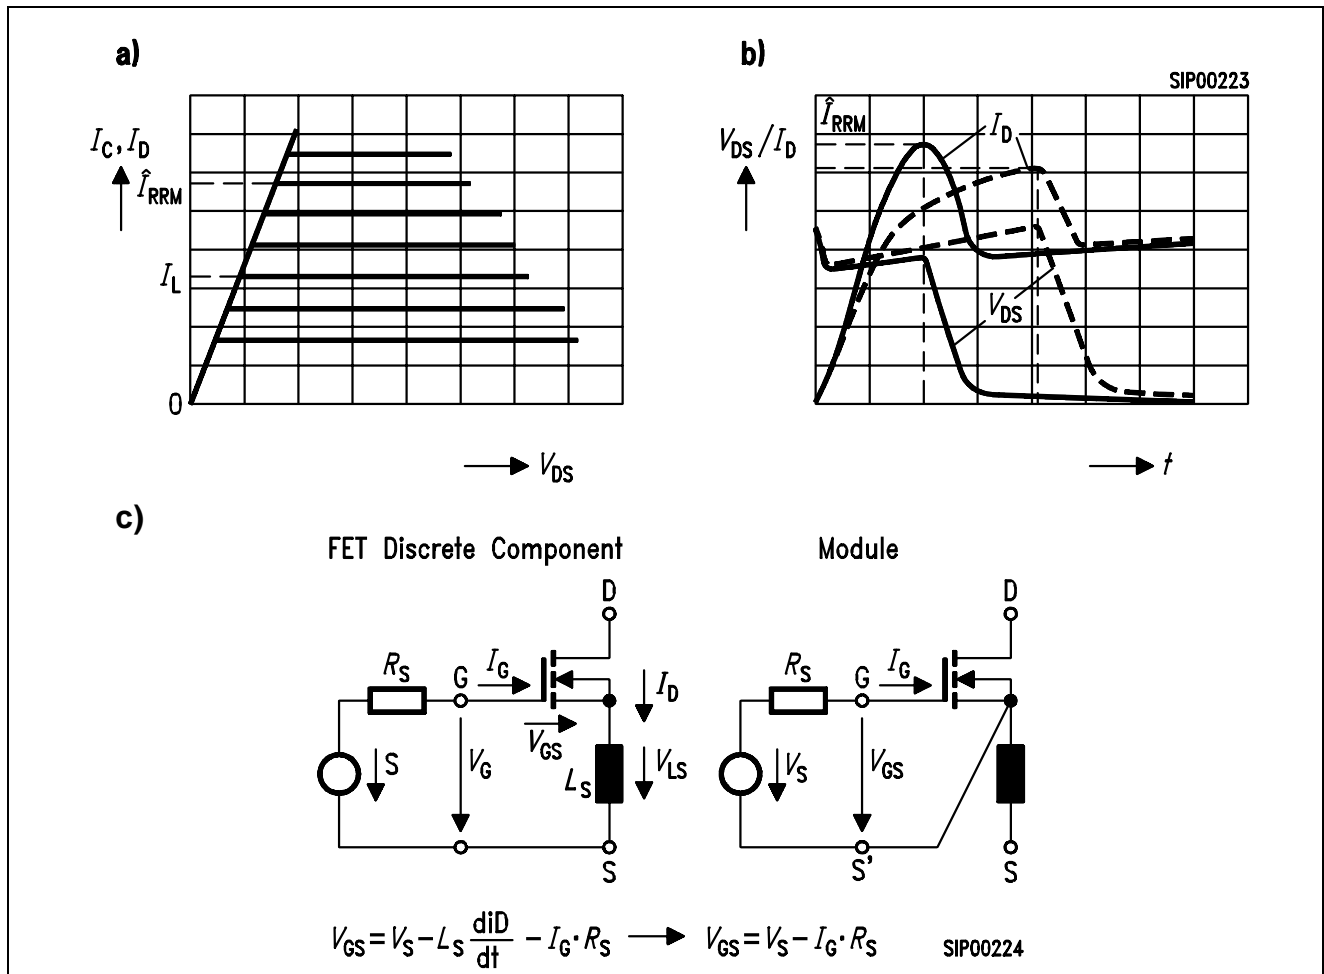 a)
I_C, I_D
Î_RRM
I_L
0
V_DS
b)
SIP00223
V_DS/I_D
Î_RRM
I_D
V_DS
t
c)
FET Discrete Component
D
R_S
G
I_G
I_D
V_GS
S
V_G
L_S
V_LS
S
Module
D
R_S
G
I_G
V_S
V_GS
S'
S
V_GS = V_S – L_S diD/dt – I_G · R_S → V_GS = V_S – I_G · R_S
SIP00224